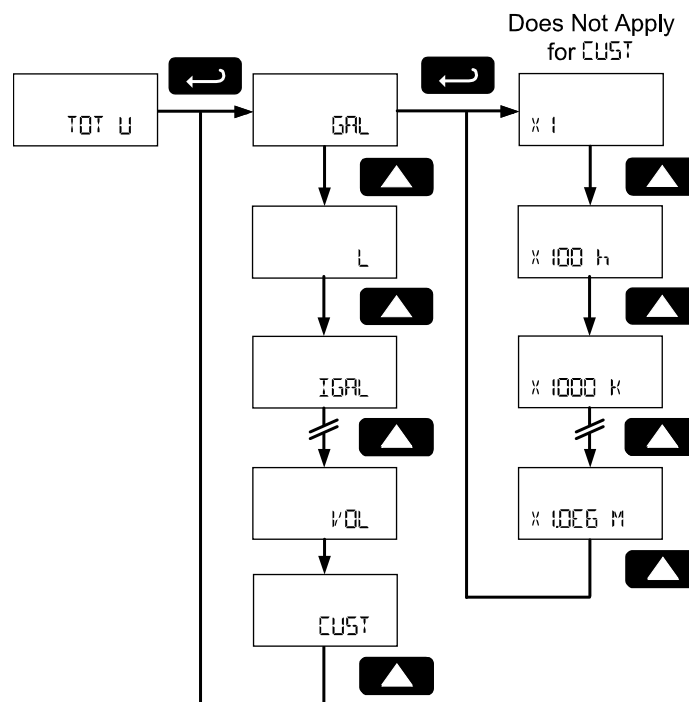 Does Not Apply
for CUST
TOT U
GAL
X 1
L
X 100 h
IGAL
X 1000 K
VOL
X 1.0E6 M
CUST